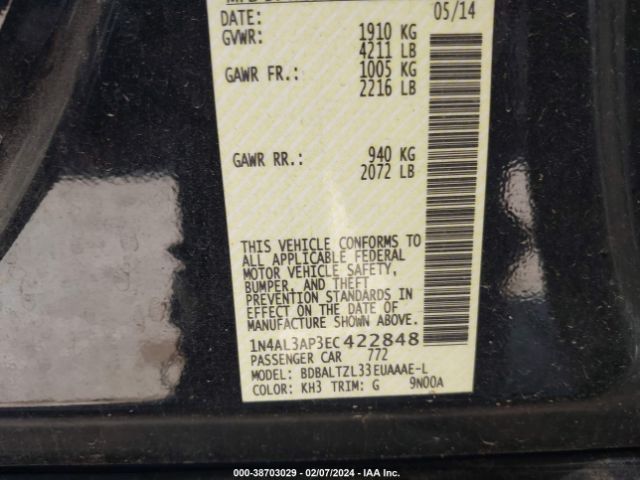 DATE: 05/14
GVWR: 1910 KG
4211 LB
GAWR FR.: 1005 KG
2216 LB
GAWR RR.: 940 KG
2072 LB
THIS VEHICLE CONFORMS TO
ALL APPLICABLE FEDERAL
MOTOR VEHICLE SAFETY,
BUMPER, AND THEFT
PREVENTION STANDARDS IN
EFFECT ON THE DATE OF
MANUFACTURE SHOWN ABOVE.
1N4AL3AP3EC422848
PASSENGER CAR 772
MODEL: BDBALTZL33EUAAAE-L
COLOR: KH3 TRIM: G 9N00A
000-38703029 - 02/07/2024 - IAA Inc.